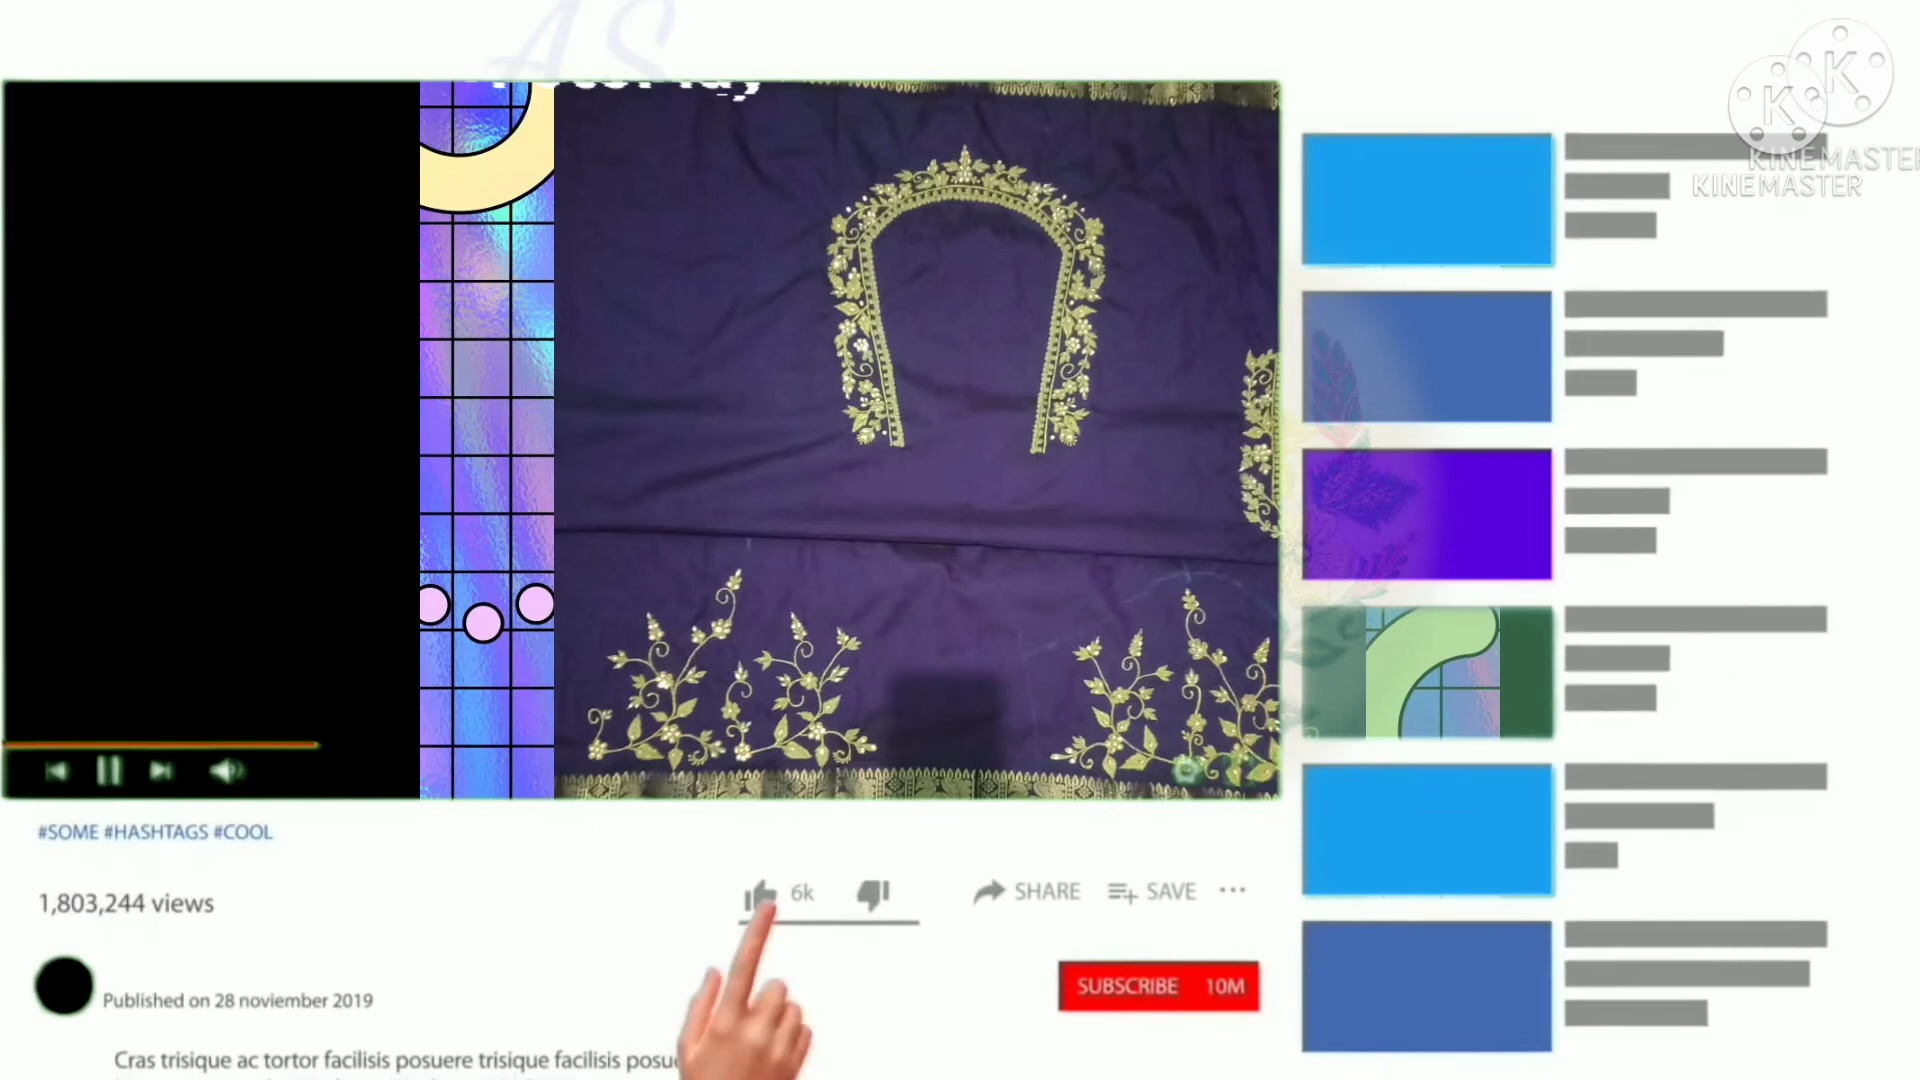 AS
K
K
KINEMASTER
KINEMASTER
#SOME #HASHTAGS #COOL
1,803,244 views
6k
SHARE
SAVE
SUBSCRIBE 10M
Published on 28 noviember 2019
Cras trisique ac tortor facilisis posuere trisique facilisis